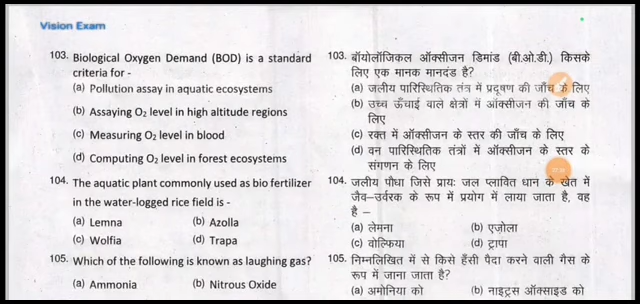 Vision Exam
103. Biological Oxygen Demand (BOD) is a standard
criteria for -
(a) Pollution assay in aquatic ecosystems
(b) Assaying O₂ level in high altitude regions
(c) Measuring O₂ level in blood
(d) Computing O₂ level in forest ecosystems
104. The aquatic plant commonly used as bio fertilizer
in the water-logged rice field is -
(a) Lemna (b) Azolla
(c) Wolfia (d) Trapa
105. Which of the following is known as laughing gas?
(a) Ammonia (b) Nitrous Oxide
103. बॉयोलॉजिकल ऑक्सीजन डिमांड (बी.ओ.डी.) किसके
लिए एक मानक मानदंड है?
(a) जलीय पारिस्थितिक तंत्र में प्रदूषण की जाँच के लिए
(b) उच्च ऊँचाई वाले क्षेत्रों में ऑक्सीजन की जाँच के
लिए
(c) रक्त में ऑक्सीजन के स्तर की जाँच के लिए
(d) वन पारिस्थितिक तंत्रों में ऑक्सीजन के स्तर के
संगणन के लिए
104. जलीय पौधा जिसे प्रायः जल प्लावित धान के खेत में
जैव–उर्वरक के रूप में प्रयोग में लाया जाता है, वह
है –
(a) लेमना (b) एज़ोला
(c) वोल्फिया (d) ट्रापा
105. निम्नलिखित में से किसे हँसी पैदा करने वाली गैस के
रूप में जाना जाता है?
(a) अमोनिया को (b) नाइट्रस ऑक्साइड को